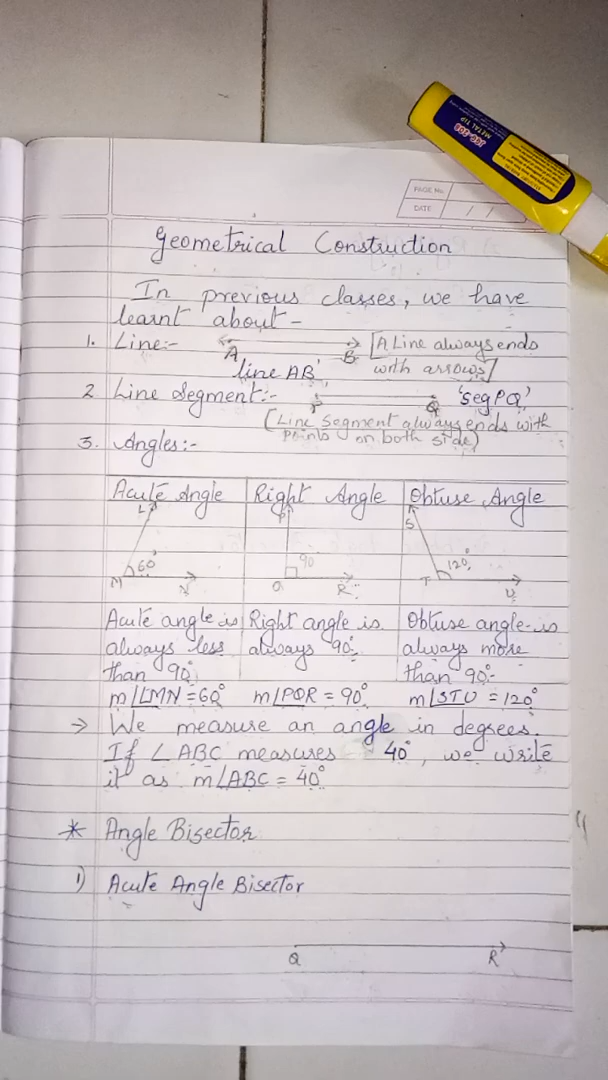 JGP-208
METAL TIP
PAGE No.
DATE / /
Geometrical Construction
In previous classes, we have
learnt about -
1. Line:- A B [A Line always ends
'line AB' with arrows]
2 Line Segment:- P Q 'seg PQ'
(Line Segment always ends with
points on both side)
3. Angles:-
Acute Angle Right Angle Obtuse Angle
L P S
60° 90 120°
M N Q R T U
Acute angle is Right angle is Obtuse angle is
always less always 90°. always more
than 90° than 90°
m∠LMN = 60° m∠PQR = 90° m∠STU = 120°
→ We measure an angle in degrees.
If ∠ABC measures 40°, we write
it as m∠ABC = 40°
* Angle Bisector
1) Acute Angle Bisector
Q R